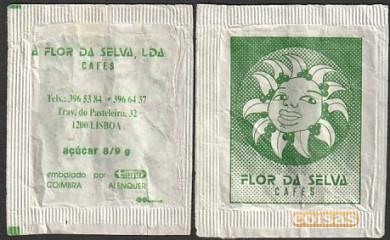 A FLOR DA SELVA, LDA
CAFÉS
Tels.: 396 53 84 • 396 64 37
Trav. do Pasteleiro, 32
1200 LISBOA
açúcar 8/9 g
embalado por
COIMBRA ALENQUER
FLOR DA SELVA
CAFÉS
coisas